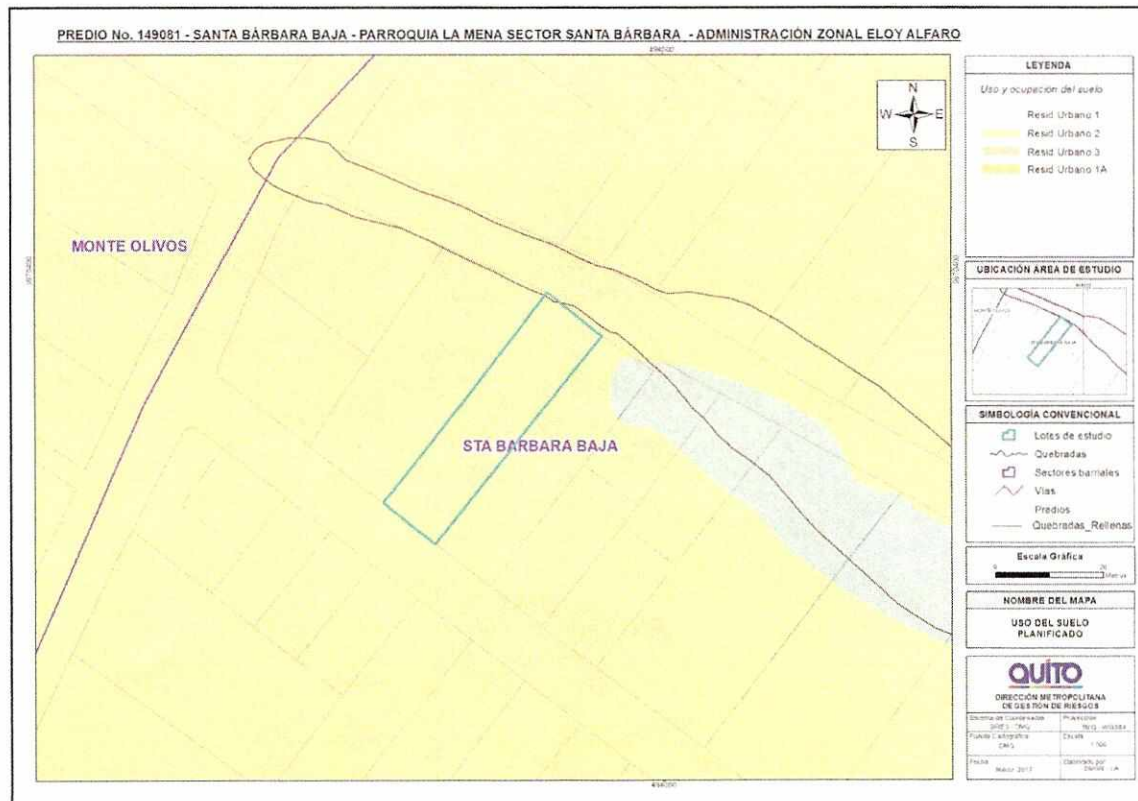 PREDIO No. 149081 - SANTA BÁRBARA BAJA - PARROQUIA LA MENA SECTOR SANTA BÁRBARA - ADMINISTRACIÓN ZONAL ELOY ALFARO
N
W E
S
MONTE OLIVOS
STA BARBARA BAJA
LEYENDA
Uso y ocupación del suelo
Resid Urbano 1
Resid Urbano 2
Resid Urbano 3
Resid Urbano 1A
UBICACIÓN AREA DE ESTUDIO
SIMBOLOGÍA CONVENCIONAL
Lotes de estudio
Quebradas
Sectores barriales
Vías
Predios
Quebradas_Rellenas
Escala Gráfica
NOMBRE DEL MAPA
USO DEL SUELO
PLANIFICADO
QUITO
DIRECCIÓN METROPOLITANA
DE GESTIÓN DE RIESGOS
Escala
Fecha